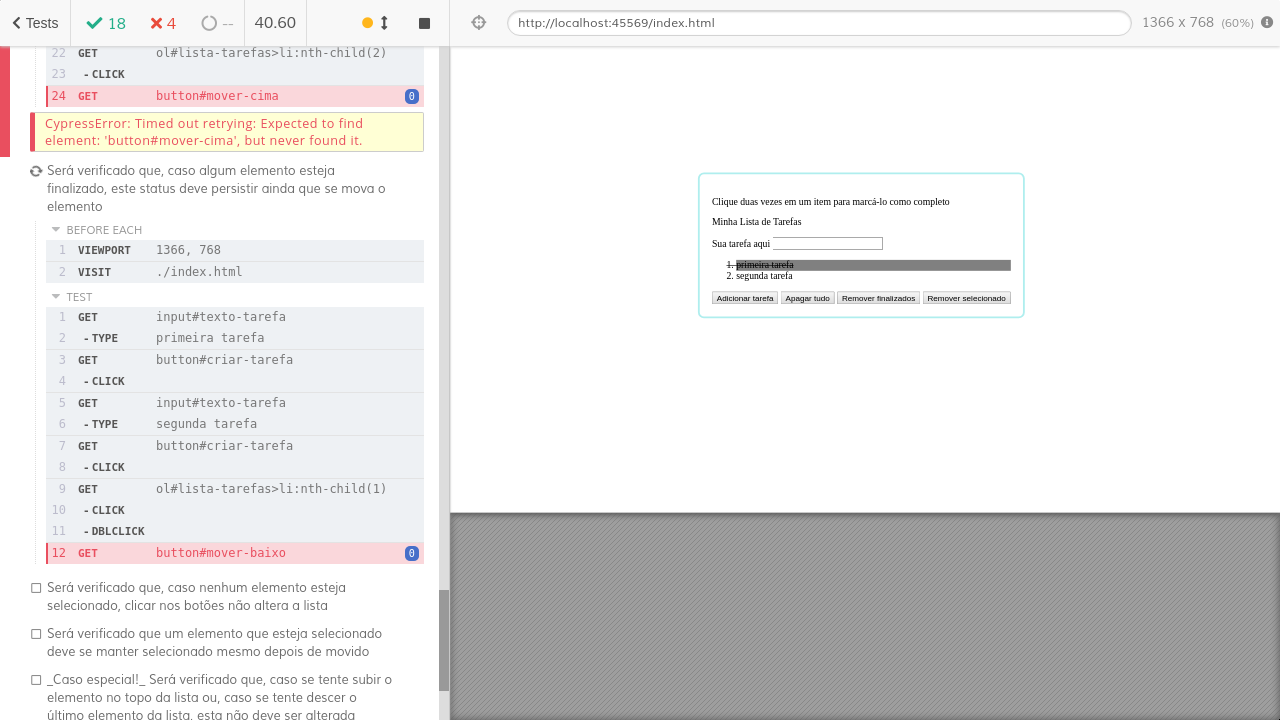 Tests 18 4 -- 40.60
http://localhost:45569/index.html 1366 x 768 (60%)
22 GET ol#lista-tarefas>li:nth-child(2)
23 - CLICK
24 GET button#mover-cima 0
CypressError: Timed out retrying: Expected to find
element: 'button#mover-cima', but never found it.
Será verificado que, caso algum elemento esteja
finalizado, este status deve persistir ainda que se mova o
elemento
BEFORE EACH
1 VIEWPORT 1366, 768
2 VISIT ./index.html
TEST
1 GET input#texto-tarefa
2 - TYPE primeira tarefa
3 GET button#criar-tarefa
4 - CLICK
5 GET input#texto-tarefa
6 - TYPE segunda tarefa
7 GET button#criar-tarefa
8 - CLICK
9 GET ol#lista-tarefas>li:nth-child(1)
10 - CLICK
11 - DBLCLICK
12 GET button#mover-baixo 0
Será verificado que, caso nenhum elemento esteja
selecionado, clicar nos botões não altera a lista
Será verificado que um elemento que esteja selecionado
deve se manter selecionado mesmo depois de movido
_Caso especial!_ Será verificado que, caso se tente subir o
elemento no topo da lista ou, caso se tente descer o
último elemento da lista, esta não deve ser alterada
Clique duas vezes em um item para marcá-lo como completo
Minha Lista de Tarefas
Sua tarefa aqui
1. primeira tarefa
2. segunda tarefa
Adicionar tarefa Apagar tudo Remover finalizados Remover selecionado